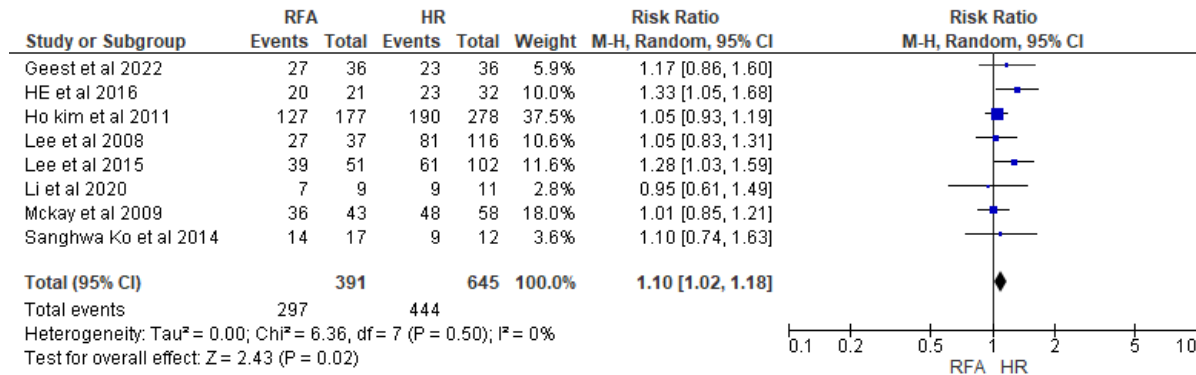 RFA HR Risk Ratio Risk Ratio
Study or Subgroup Events Total Events Total Weight M-H, Random, 95% CI M-H, Random, 95% CI
Geest et al 2022 27 36 23 36 5.9% 1.17 [0.86, 1.60]
HE et al 2016 20 21 23 32 10.0% 1.33 [1.05, 1.68]
Ho kim et al 2011 127 177 190 278 37.5% 1.05 [0.93, 1.19]
Lee et al 2008 27 37 81 116 11.6% 1.05 [0.83, 1.31]
Lee et al 2015 39 51 61 102 11.6% 1.28 [1.03, 1.59]
Li et al 2020 7 9 9 11 2.8% 0.95 [0.61, 1.49]
Mckay et al 2009 36 43 48 58 18.0% 1.01 [0.85, 1.21]
Sanghwa Ko et al 2014 14 17 9 12 3.6% 1.10 [0.74, 1.63]
Total (95% CI) 391 645 100.0% 1.10 [1.02, 1.18]
Total events 297 444
Heterogeneity: Tau² = 0.00; Chi² = 6.36, df = 7 (P = 0.50); I² = 0%
Test for overall effect: Z = 2.43 (P = 0.02)
0.1 0.2 0.5 1 2 5 10
RFA HR